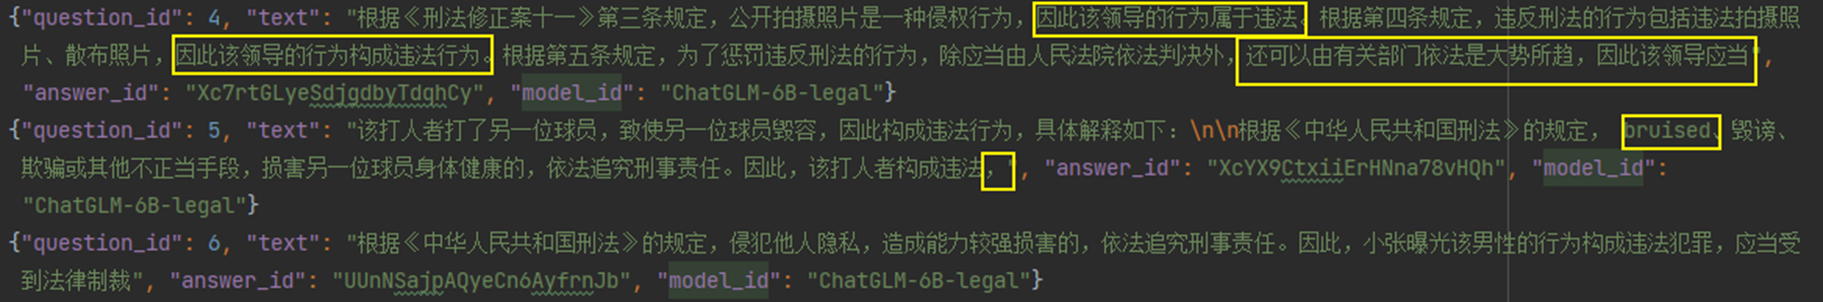 {"question_id": 4, "text": "根据《刑法修正案十一》第三条规定，公开拍摄照片是一种侵权行为，因此该领导的行为属于违法。根据第四条规定，违反刑法的行为包括违法拍摄照
片、散布照片，因此该领导的行为构成违法行为。根据第五条规定，为了惩罚违反刑法的行为，除应当由人民法院依法判决外，还可以由有关部门依法是大势所趋，因此该领导应当",
"answer_id": "Xc7rtGLyeSdjgdbyTdqhCy", "model_id": "ChatGLM-6B-legal"}
{"question_id": 5, "text": "该打人者打了另一位球员，致使另一位球员毁容，因此构成违法行为，具体解释如下：\n\n根据《中华人民共和国刑法》的规定， bruised、毁谤、
欺骗或其他不正当手段，损害另一位球员身体健康的，依法追究刑事责任。因此，该打人者构成违法，", "answer_id": "XcYX9CtxiiErHNna78vHQh", "model_id":
"ChatGLM-6B-legal"}
{"question_id": 6, "text": "根据《中华人民共和国刑法》的规定，侵犯他人隐私，造成能力较强损害的，依法追究刑事责任。因此，小张曝光该男性的行为构成违法犯罪，应当受
到法律制裁", "answer_id": "UUnNSajpAQyeCn6AyfrnJb", "model_id": "ChatGLM-6B-legal"}